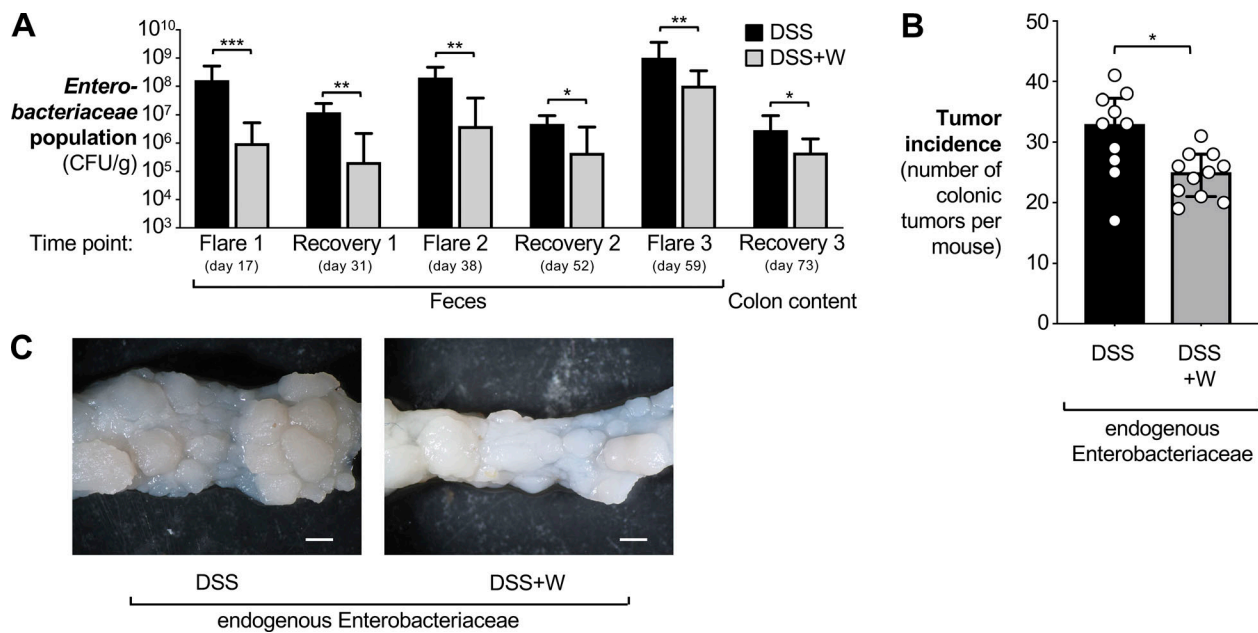 A
Entero-
bacteriaceae
population
(CFU/g)
10^10
10^9
10^8
10^7
10^6
10^5
10^4
10^3
***
**
**
*
**
*
DSS
DSS+W
Time point:
Flare 1
(day 17)
Recovery 1
(day 31)
Flare 2
(day 38)
Recovery 2
(day 52)
Flare 3
(day 59)
Recovery 3
(day 73)
Feces
Colon content
B
Tumor
incidence
(number of
colonic
tumors per
mouse)
50
40
30
20
10
0
*
DSS
DSS
+W
endogenous
Enterobacteriaceae
C
DSS
DSS+W
endogenous Enterobacteriaceae